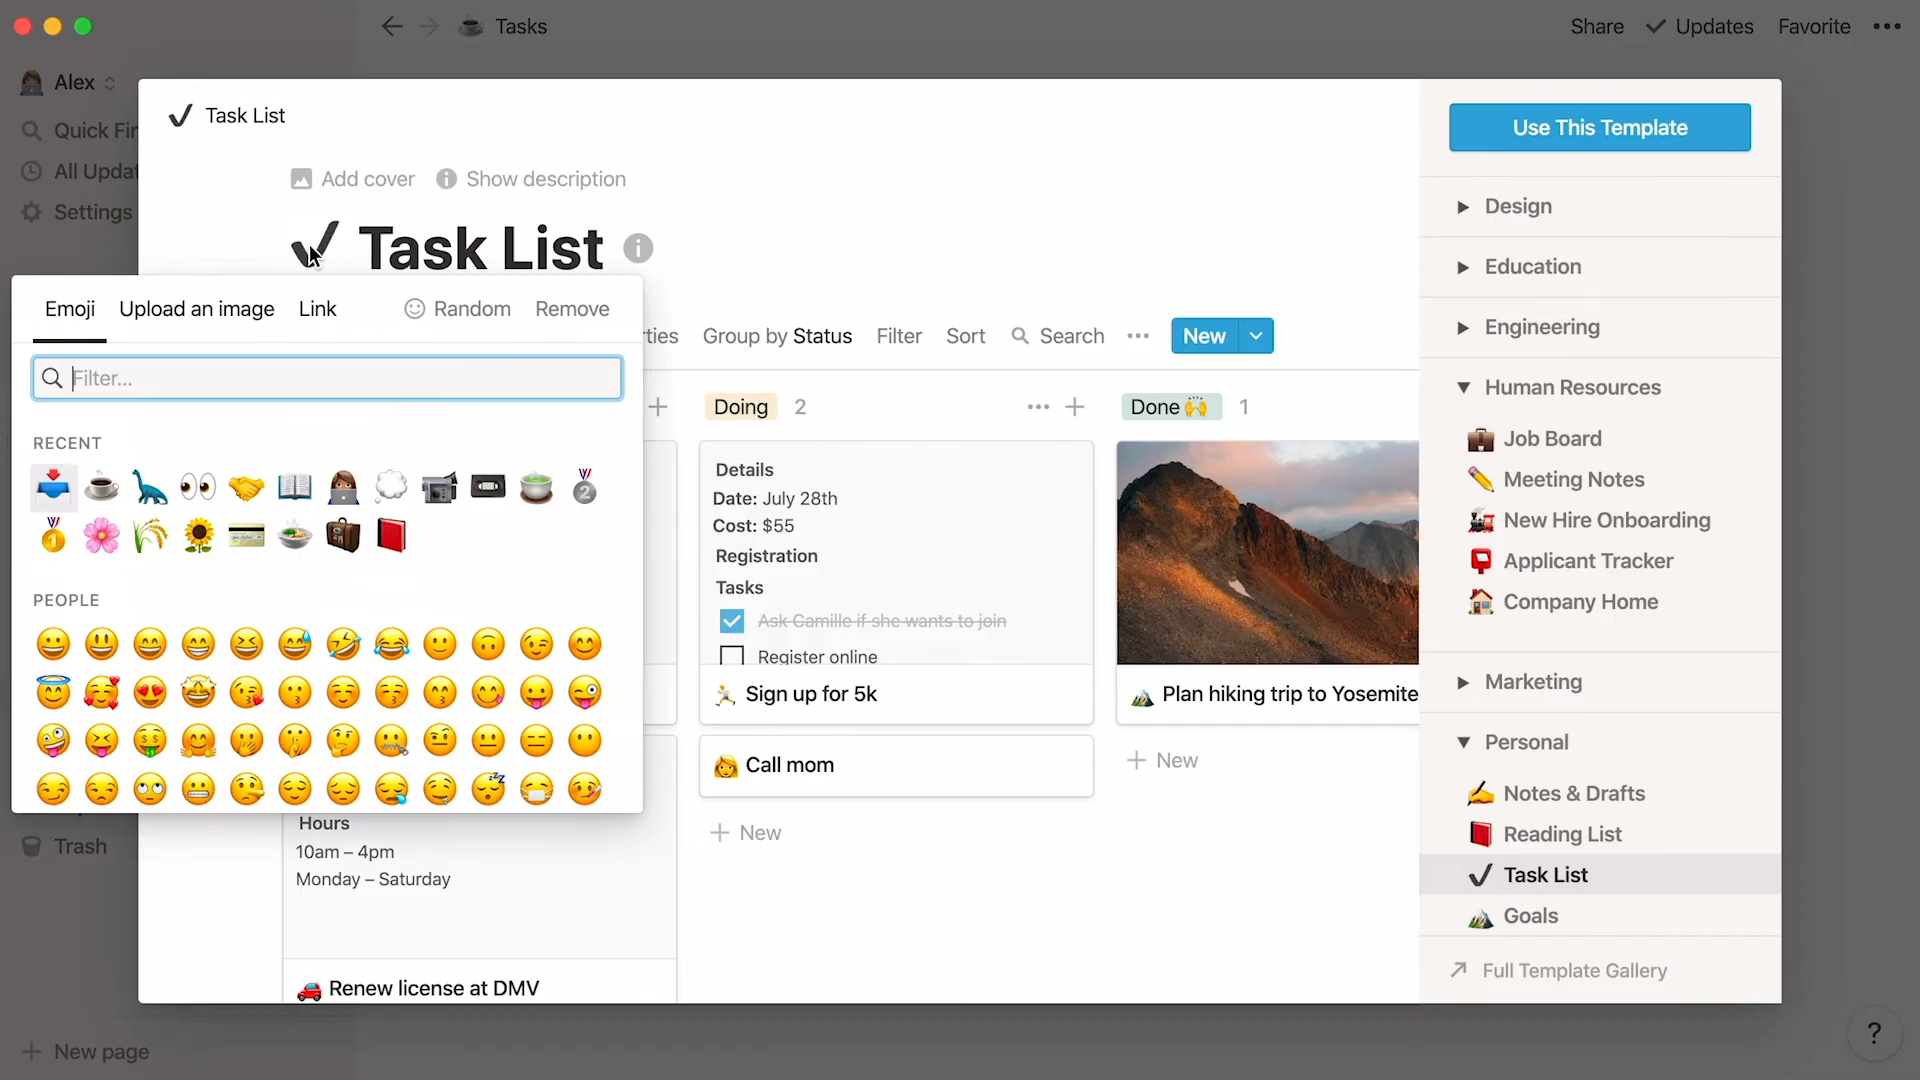 Tasks
Share
Updates
Favorite
Alex
Quick Fin
All Updat
Settings
Trash
New page
Task List
Add cover
Show description
Task List
Emoji
Upload an image
Link
Random
Remove
Filter...
RECENT
PEOPLE
rties
Group by Status
Filter
Sort
Search
New
Doing 2
Done 1
Details
Date: July 28th
Cost: $55
Registration
Tasks
Ask Camille if she wants to join
Register online
Sign up for 5k
Call mom
New
Plan hiking trip to Yosemite
New
Hours
10am – 4pm
Monday – Saturday
Renew license at DMV
Use This Template
Design
Education
Engineering
Human Resources
Job Board
Meeting Notes
New Hire Onboarding
Applicant Tracker
Company Home
Marketing
Personal
Notes & Drafts
Reading List
Task List
Goals
Full Template Gallery
?